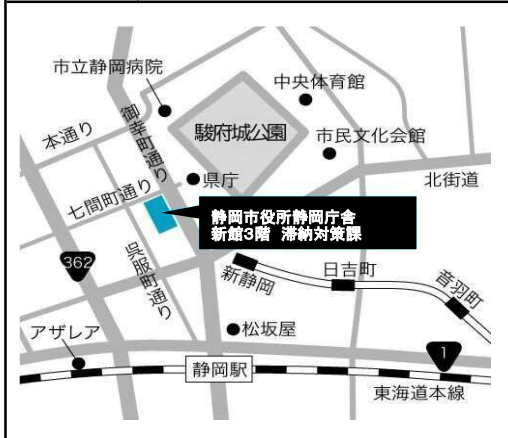 市立静岡病院
中央体育館
御幸町通り
本通り
駿府城公園
市民文化会館
県庁
北街道
七間町通り
静岡市役所静岡庁舎
新館3階 滞納対策課
呉服町通り
362
新静岡
日吉町
音羽町
松坂屋
アザレア
静岡駅
1
東海道本線